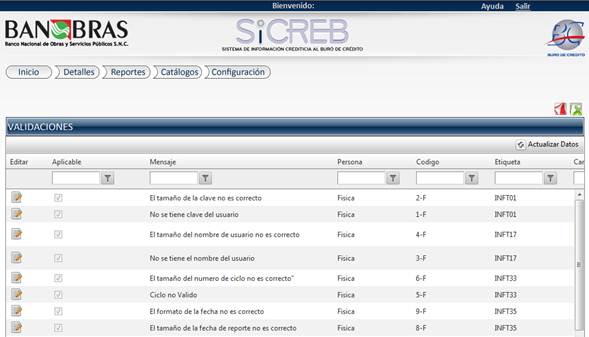 Bienvenido: Ayuda Salir
BANOBRAS
Banco Nacional de Obras y Servicios Públicos S.N.C.
SiCREB
SISTEMA DE INFORMACIÓN CREDITICIA AL BURO DE CRÉDITO
BURO DE CRÉDITO
Inicio Detalles Reportes Catálogos Configuración
VALIDACIONES
Actualizar Datos
Editar Aplicable Mensaje Persona Codigo Etiqueta Car
El tamaño de la clave no es correcto Fisica 2-F INFT01
No se tiene clave del usuario Fisica 1-F INFT01
El tamaño del nombre de usuario no es correcto Fisica 4-F INFT17
No se tiene el nombre del usuario Fisica 3-F INFT17
El tamaño del numero de ciclo no es correcto" Fisica 6-F INFT33
Ciclo no Valido Fisica 5-F INFT33
El formato de la fecha no es correcto Fisica 9-F INFT35
El tamaño de la fecha de reporte no es correcto Fisica 8-F INFT35